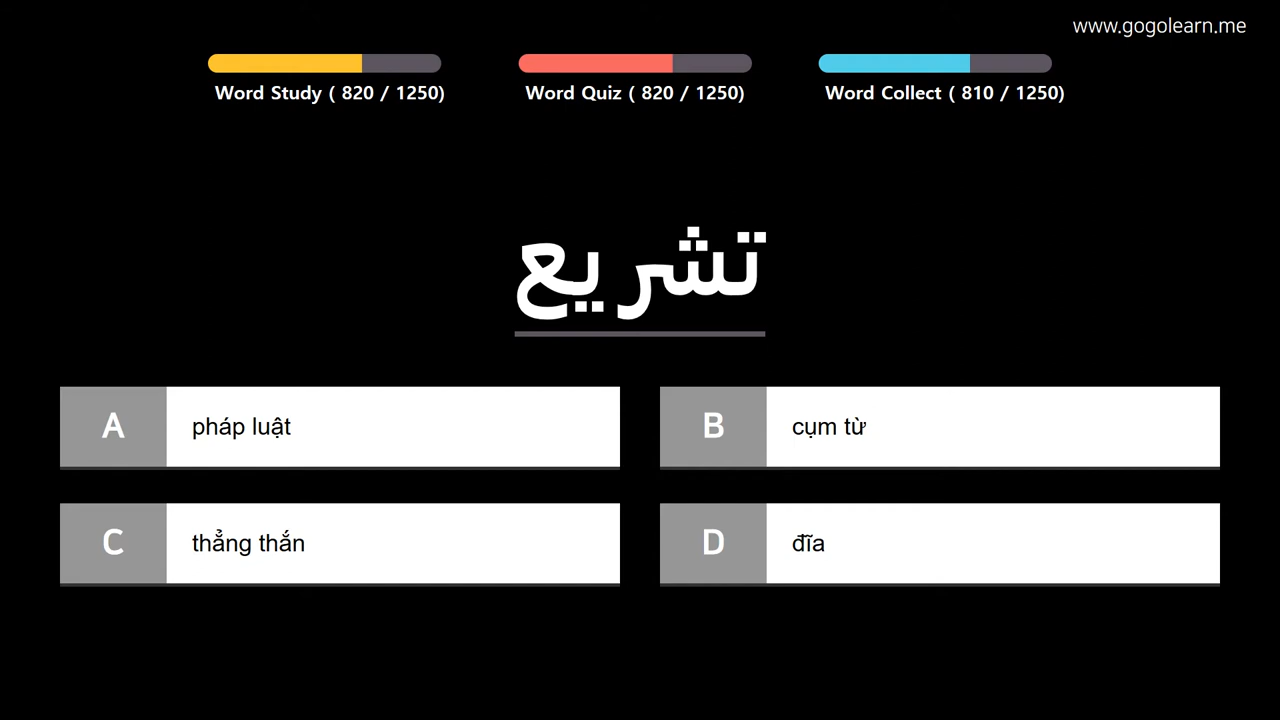 www.gogolearn.me
Word Study ( 820 / 1250)
Word Quiz ( 820 / 1250)
Word Collect ( 810 / 1250)
تشريع
A
pháp luật
B
cụm từ
C
thẳng thắn
D
đĩa